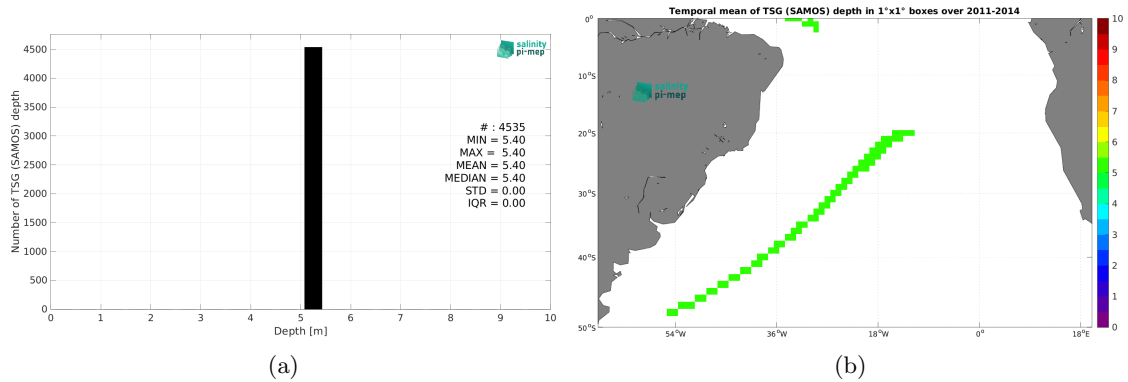 4500
4000
3500
3000
2500
2000
1500
1000
500
0
Number of TSG (SAMOS) depth
salinity
pi-mep
# : 4535
MIN = 5.40
MAX = 5.40
MEAN = 5.40
MEDIAN = 5.40
STD = 0.00
IQR = 0.00
0 1 2 3 4 5 6 7 8 9 10
Depth [m]
(a)
Temporal mean of TSG (SAMOS) depth in 1°x1° boxes over 2011-2014
0°
10°S
20°S
30°S
40°S
50°S
salinity
pi-mep
54°W 36°W 18°W 0° 18°E
10
9
8
7
6
5
4
3
2
1
0
(b)